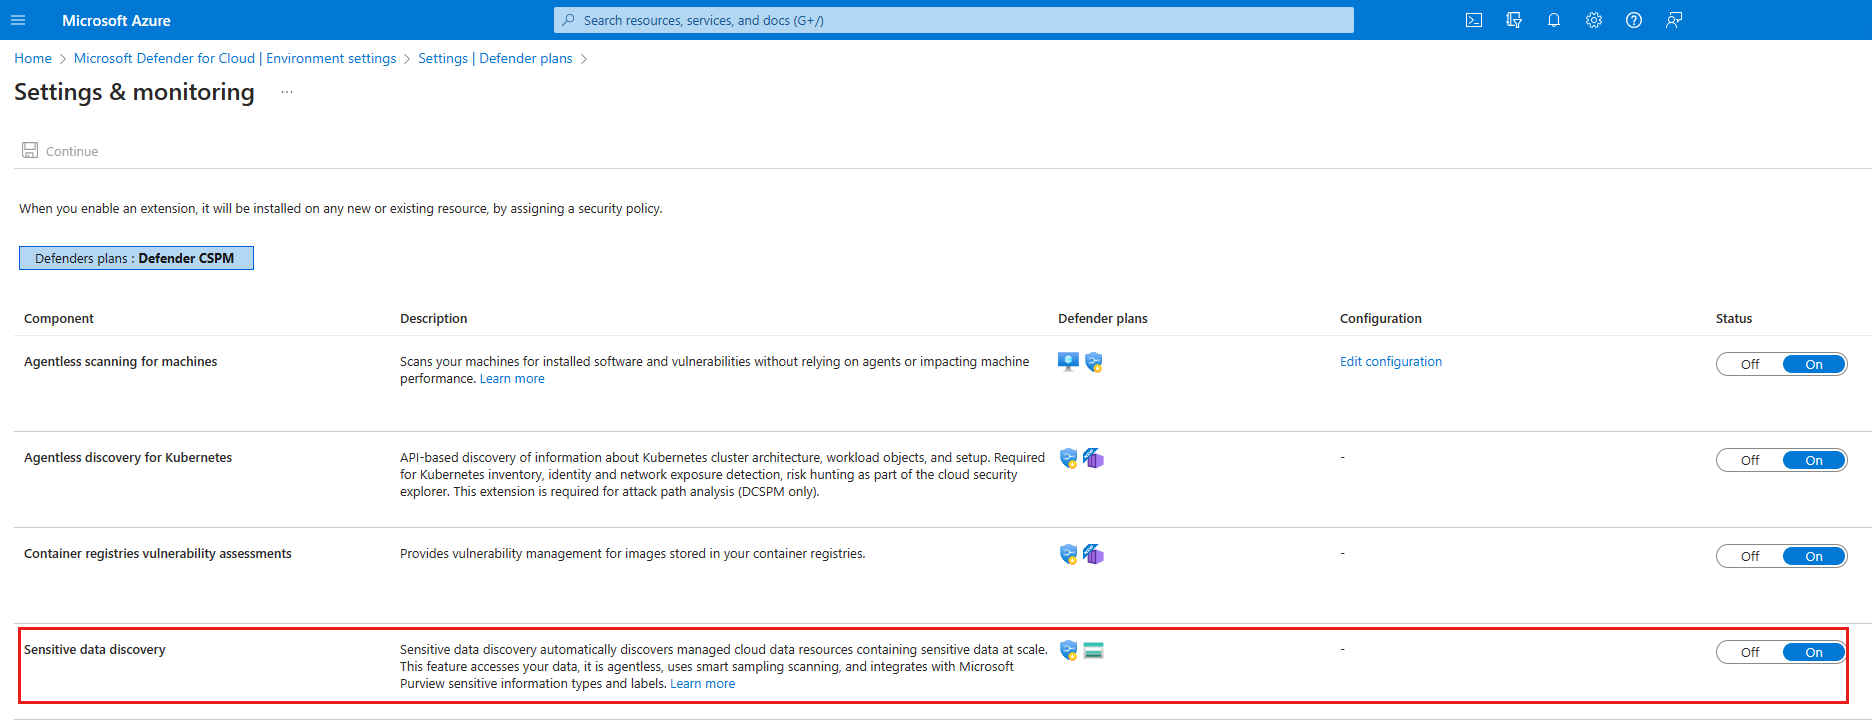 Microsoft Azure
Search resources, services, and docs (G+/)
Home > Microsoft Defender for Cloud | Environment settings > Settings | Defender plans >
Settings & monitoring ...
Continue
When you enable an extension, it will be installed on any new or existing resource, by assigning a security policy.
Defenders plans : Defender CSPM
Component Description Defender plans Configuration Status
Agentless scanning for machines
Scans your machines for installed software and vulnerabilities without relying on agents or impacting machine
performance. Learn more
Edit configuration
Off On
Agentless discovery for Kubernetes
API-based discovery of information about Kubernetes cluster architecture, workload objects, and setup. Required
for Kubernetes inventory, identity and network exposure detection, risk hunting as part of the cloud security
explorer. This extension is required for attack path analysis (DCSPM only).
-
Off On
Container registries vulnerability assessments
Provides vulnerability management for images stored in your container registries.
-
Off On
Sensitive data discovery
Sensitive data discovery automatically discovers managed cloud data resources containing sensitive data at scale.
This feature accesses your data, it is agentless, uses smart sampling scanning, and integrates with Microsoft
Purview sensitive information types and labels. Learn more
-
Off On